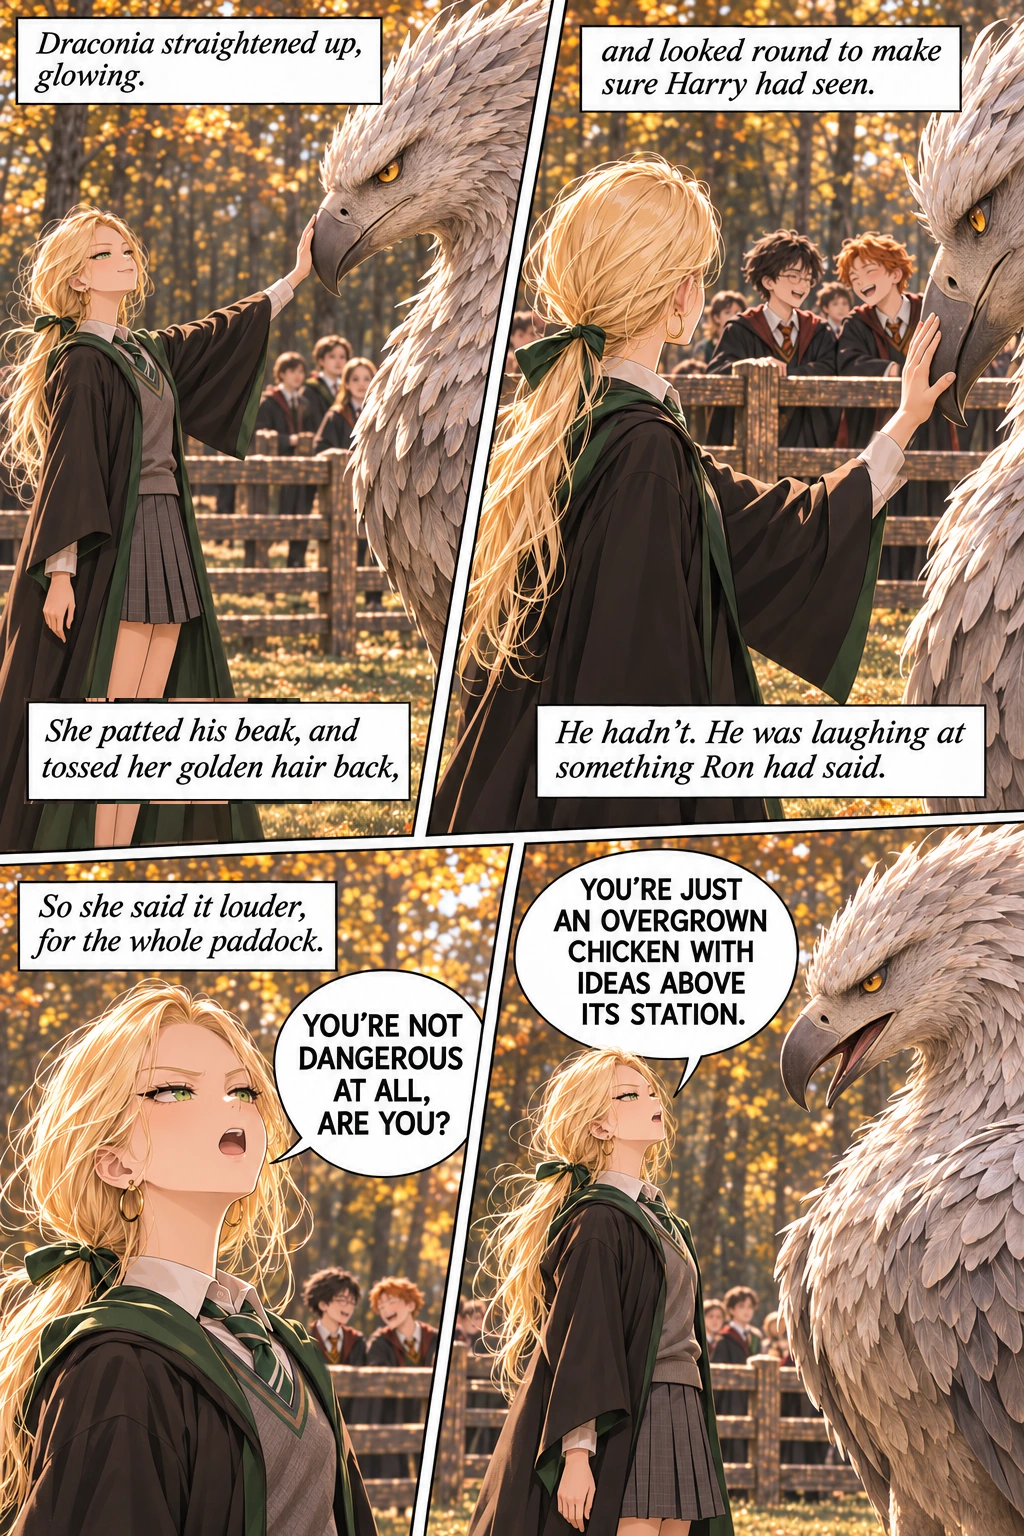 Draconia straightened up,
glowing.
She patted his beak, and
tossed her golden hair back,
and looked round to make
sure Harry had seen.
He hadn't. He was laughing at
something Ron had said.
So she said it louder,
for the whole paddock.
YOU'RE NOT
DANGEROUS
AT ALL,
ARE YOU?
YOU'RE JUST
AN OVERGROWN
CHICKEN WITH
IDEAS ABOVE
ITS STATION.